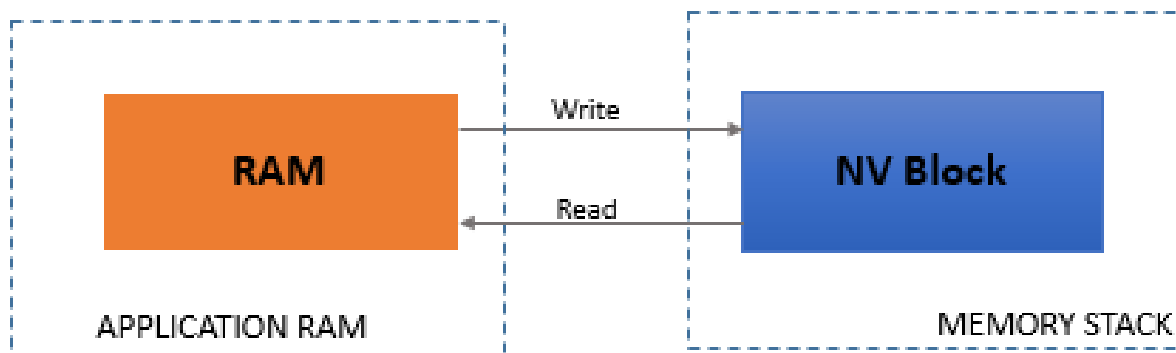 Write
RAM
NV Block
Read
APPLICATION RAM
MEMORY STACK